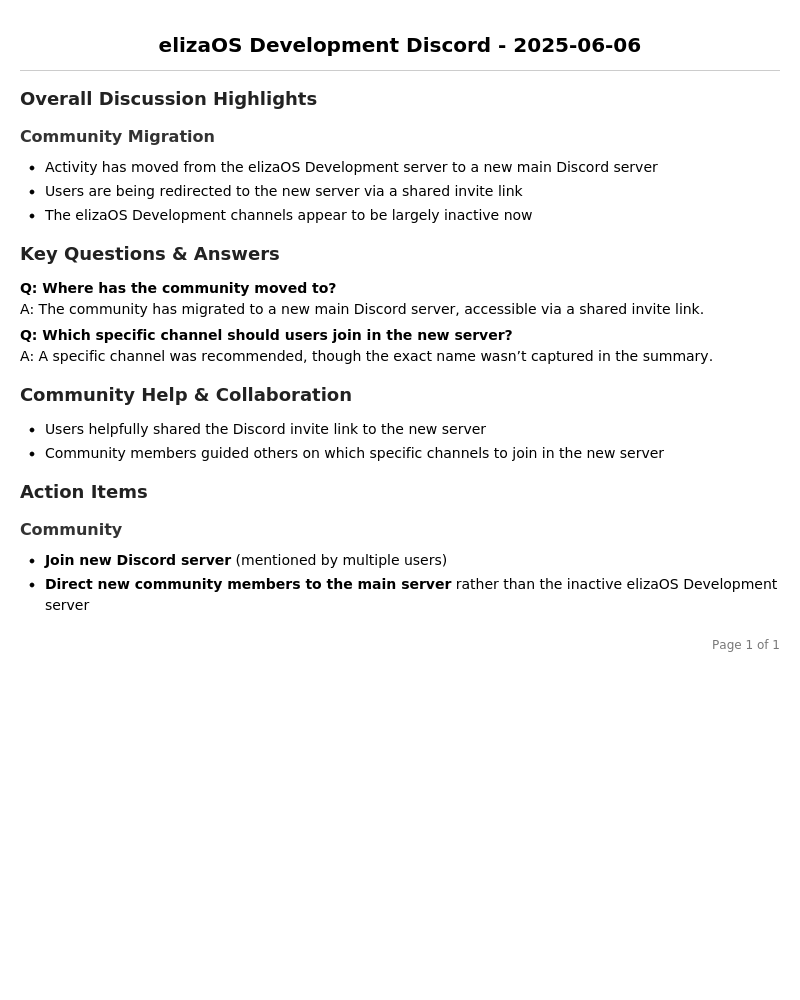 elizaOS Development Discord - 2025-06-06
Overall Discussion Highlights
Community Migration
• Activity has moved from the elizaOS Development server to a new main Discord server
• Users are being redirected to the new server via a shared invite link
• The elizaOS Development channels appear to be largely inactive now
Key Questions & Answers
Q: Where has the community moved to?
A: The community has migrated to a new main Discord server, accessible via a shared invite link.
Q: Which specific channel should users join in the new server?
A: A specific channel was recommended, though the exact name wasn’t captured in the summary.
Community Help & Collaboration
• Users helpfully shared the Discord invite link to the new server
• Community members guided others on which specific channels to join in the new server
Action Items
Community
• Join new Discord server (mentioned by multiple users)
• Direct new community members to the main server rather than the inactive elizaOS Development
server
Page 1 of 1